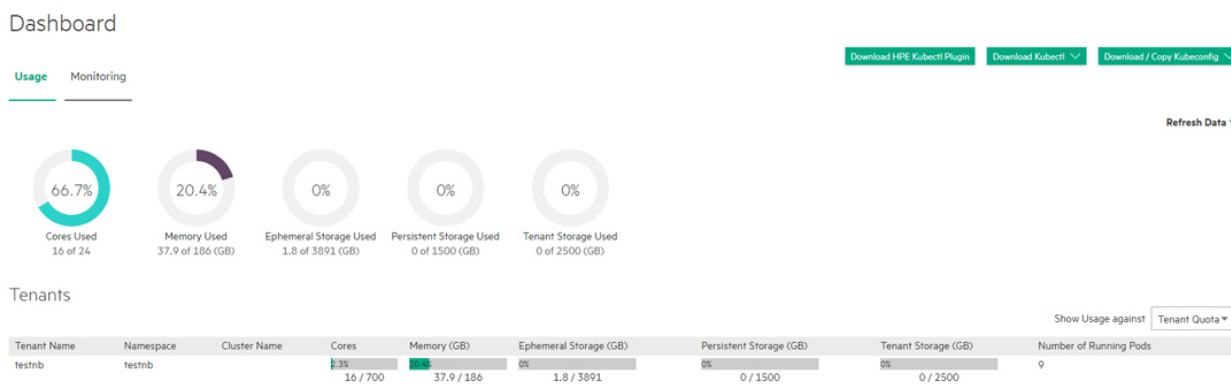 Dashboard
Download HPE Kubectl Plugin Download Kubectl Download / Copy Kubeconfig
Usage Monitoring
Refresh Data
66.7% 20.4% 0% 0% 0%
Cores Used Memory Used Ephemeral Storage Used Persistent Storage Used Tenant Storage Used
16 of 24 37.9 of 186 (GB) 1.8 of 3891 (GB) 0 of 1500 (GB) 0 of 2500 (GB)
Tenants
Show Usage against Tenant Quota
Tenant Name Namespace Cluster Name Cores Memory (GB) Ephemeral Storage (GB) Persistent Storage (GB) Tenant Storage (GB) Number of Running Pods
testnb testnb 2.3% 20.4% 0% 0% 0% 9
16 / 700 37.9 / 186 1.8 / 3891 0 / 1500 0 / 2500